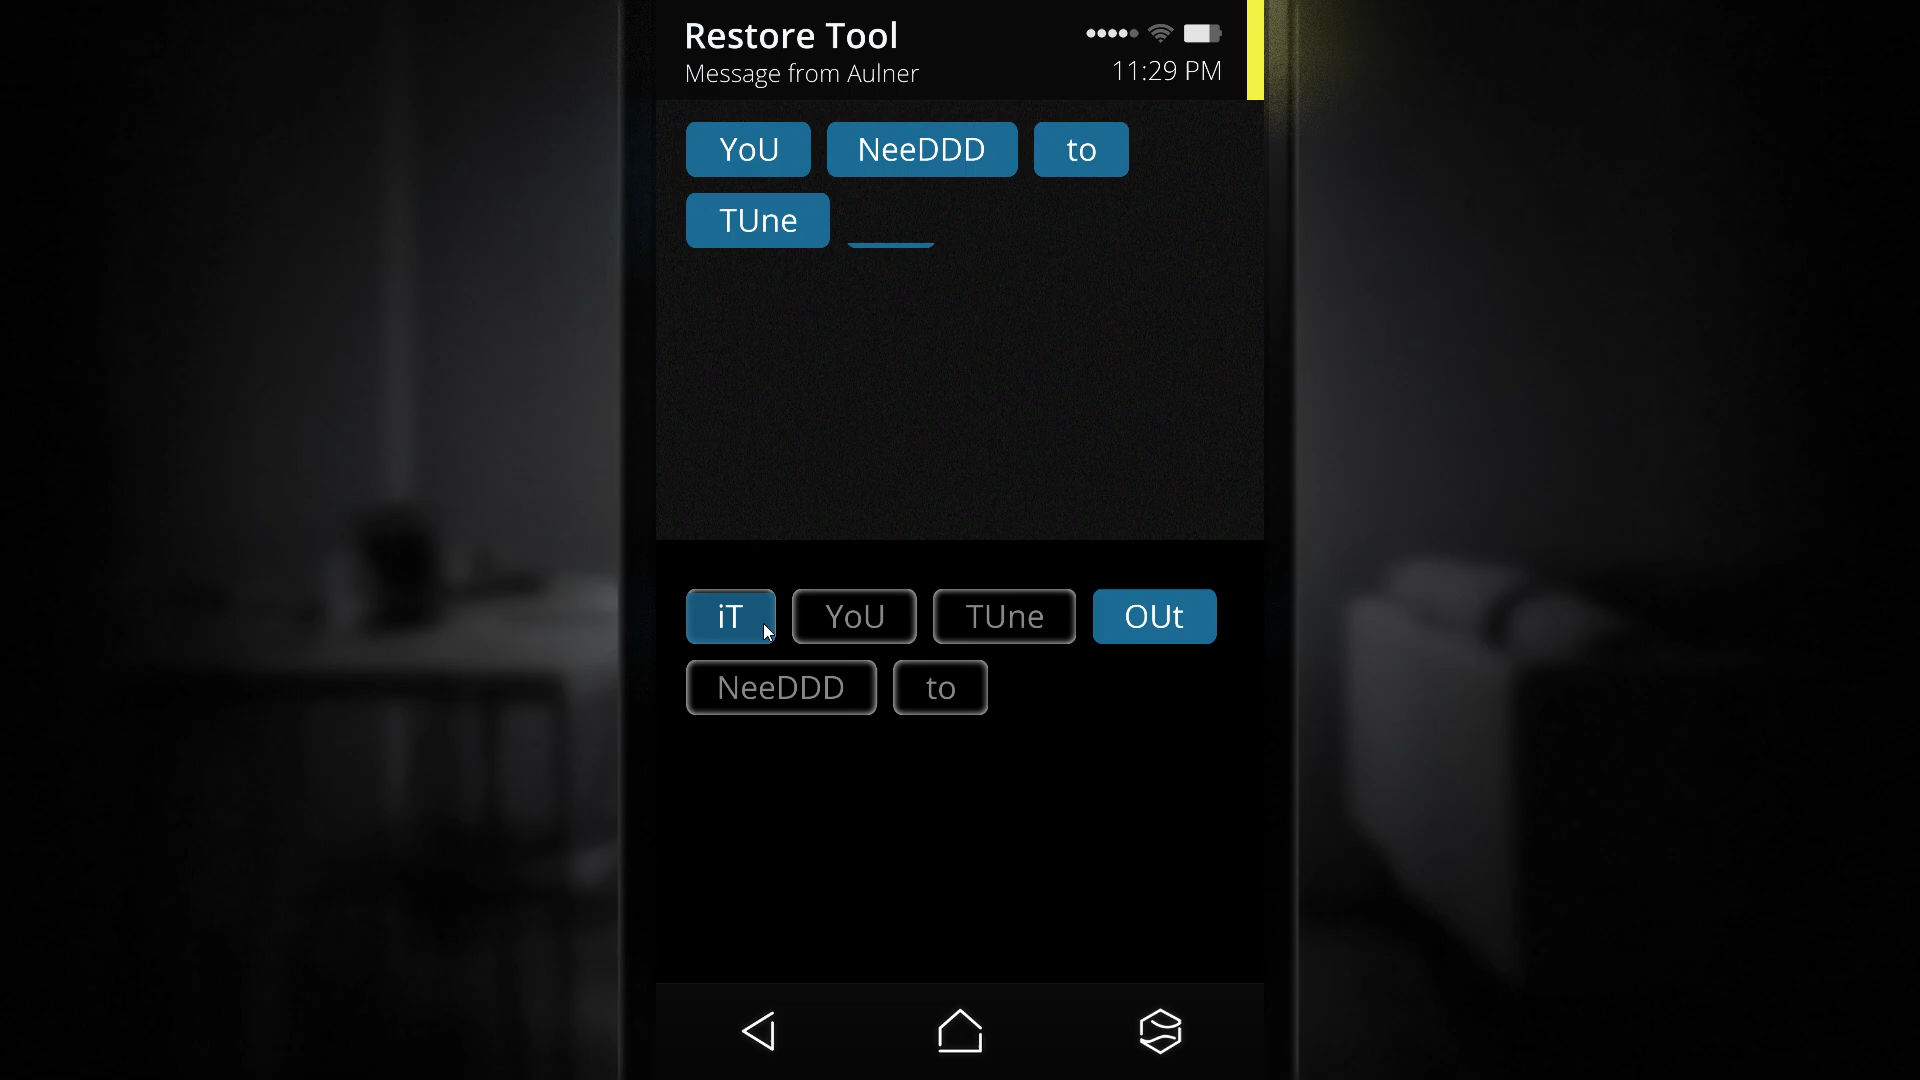 Restore Tool
Message from Aulner
11:29 PM
YoU NeeDDD to
TUne
iT YoU TUne OUt
NeeDDD to